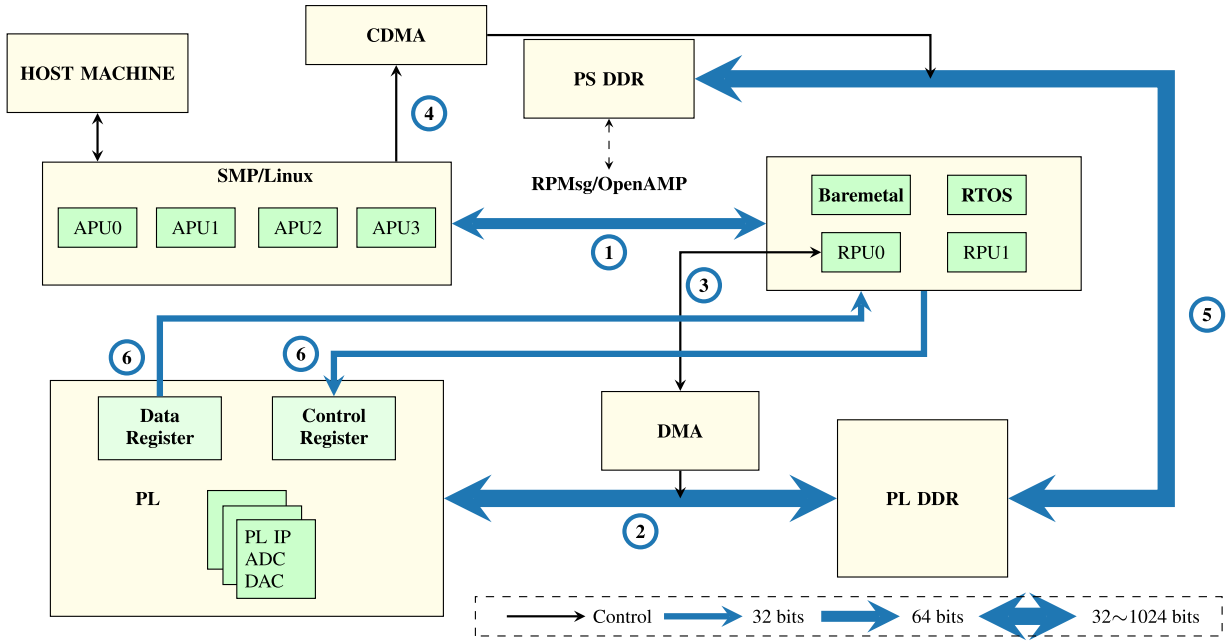 CDMA
HOST MACHINE
PS DDR
4
SMP/Linux
RPMsg/OpenAMP
APU0 APU1 APU2 APU3
Baremetal RTOS
1
RPU0 RPU1
3
5
6
6
Data
Register
Control
Register
DMA
PL
PL DDR
2
PL IP
ADC
DAC
Control 32 bits 64 bits 32~1024 bits